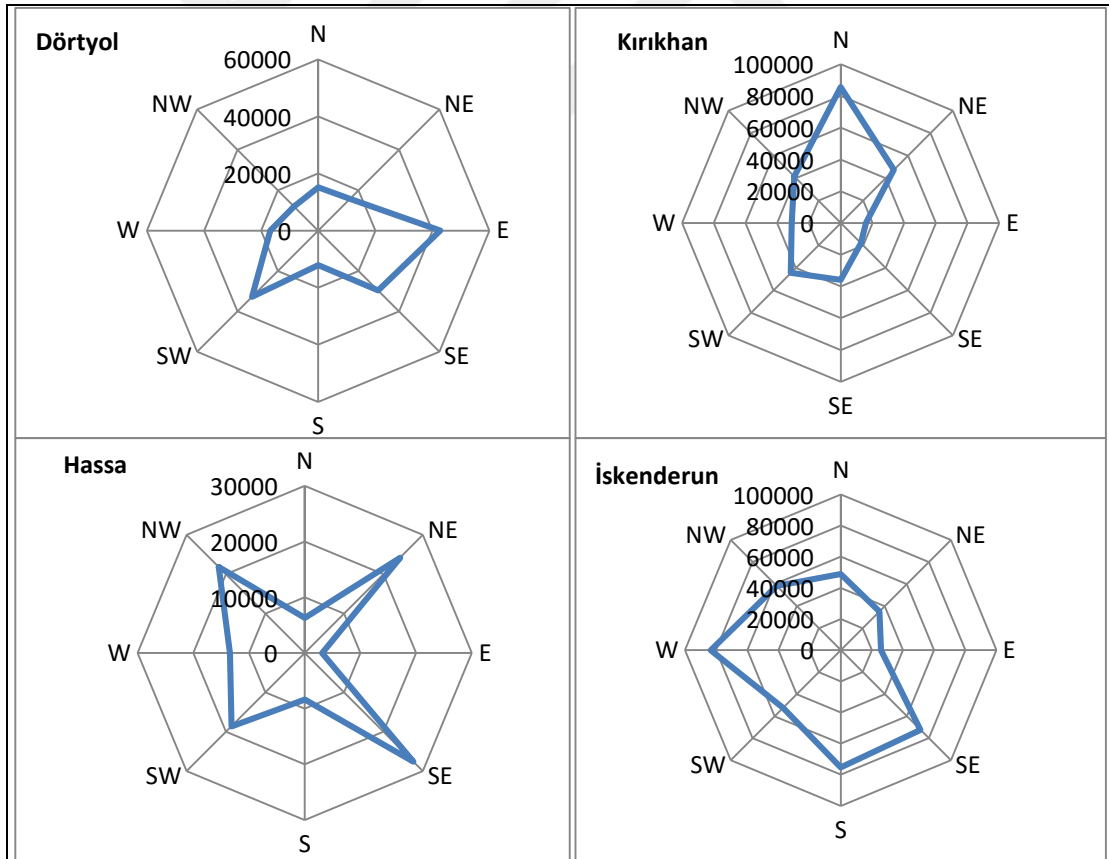 Dörtyol
N
NE
E
SE
S
SW
W
NW
60000
40000
20000
0
Kırıkhan
N
NE
E
SE
SE
SW
W
NW
100000
80000
60000
40000
20000
0
Hassa
N
NE
E
SE
S
SW
W
NW
30000
20000
10000
0
İskenderun
N
NE
E
SE
S
SW
W
NW
100000
80000
60000
40000
20000
0